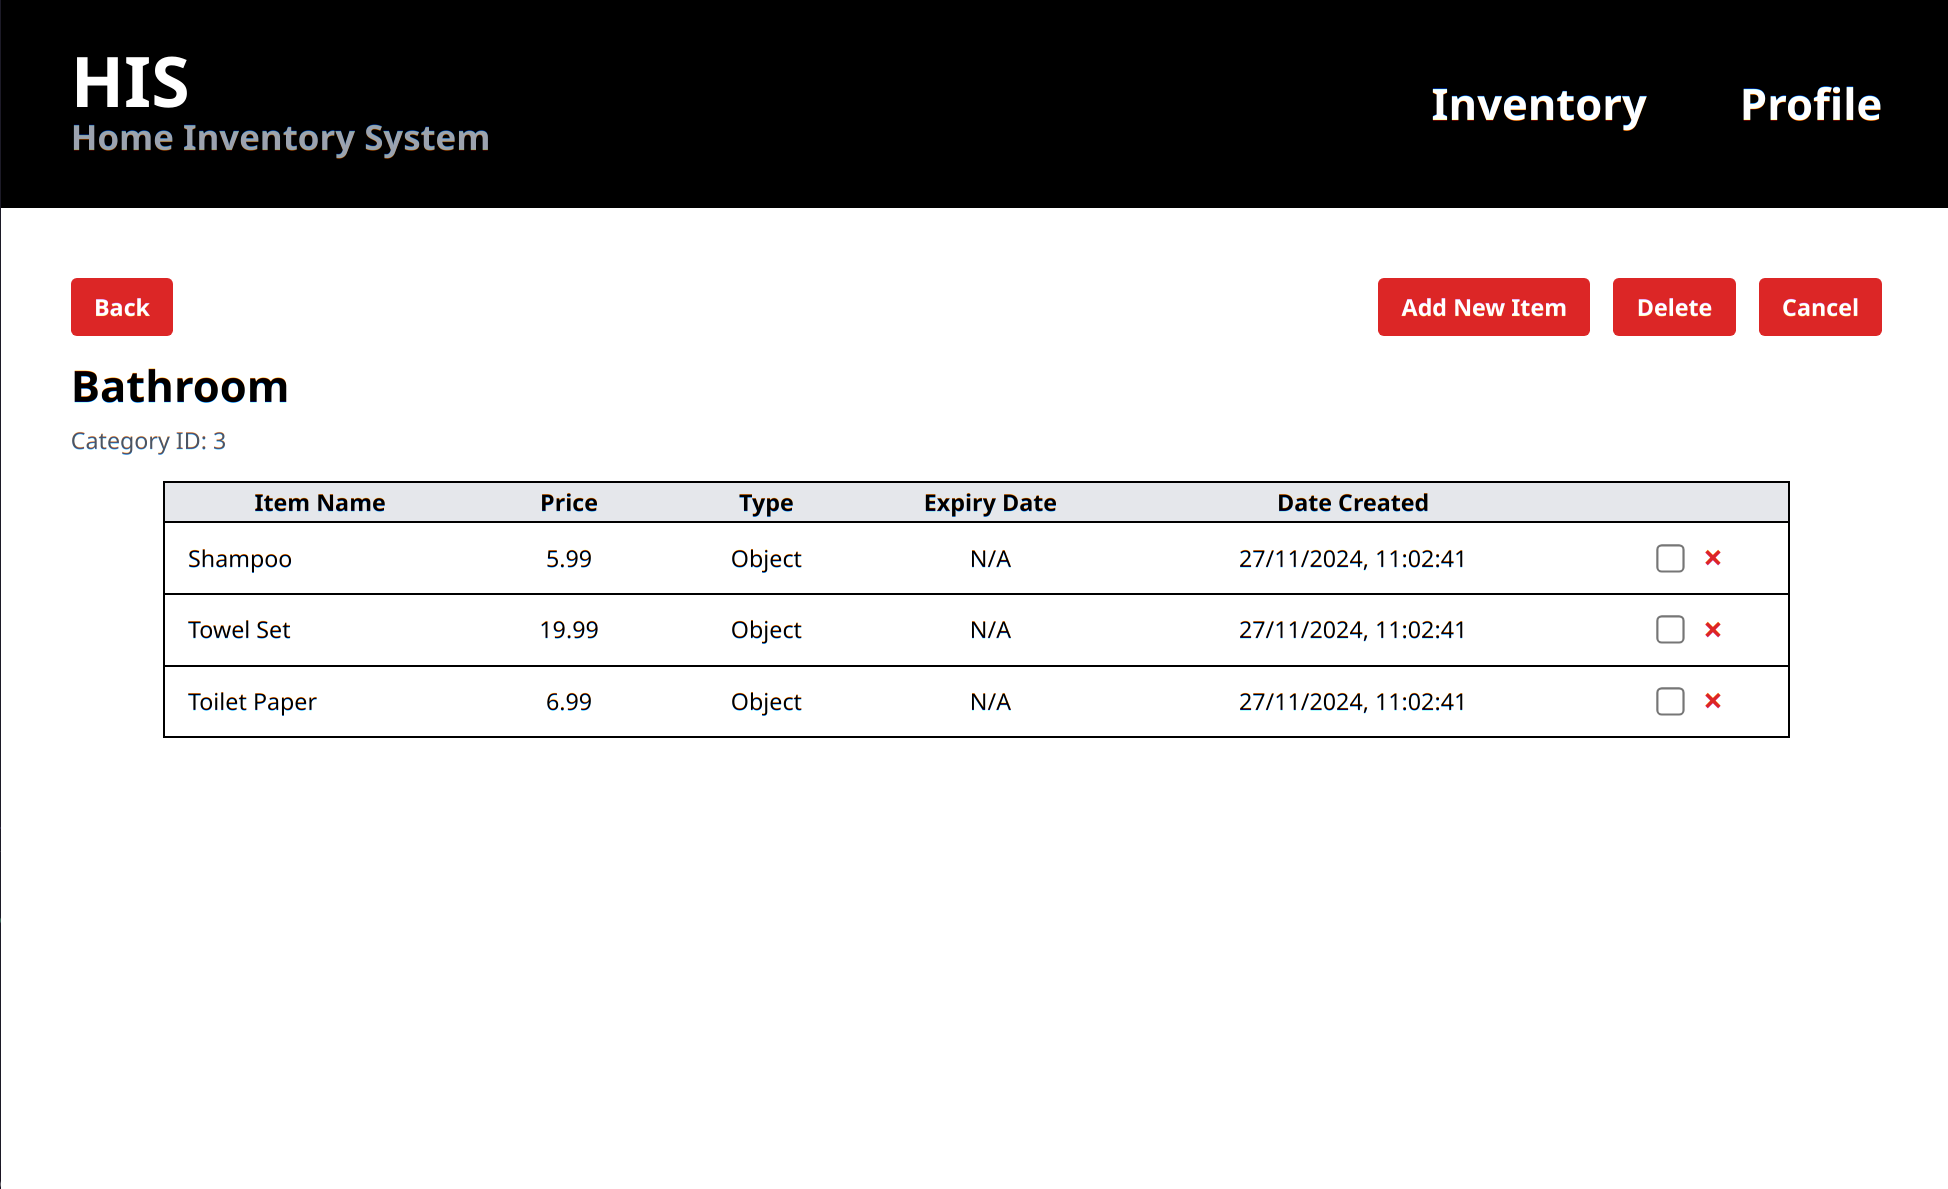 HIS
Home Inventory System
Inventory Profile
Back Add New Item Delete Cancel
Bathroom
Category ID: 3
Item Name Price Type Expiry Date Date Created
Shampoo 5.99 Object N/A 27/11/2024, 11:02:41
Towel Set 19.99 Object N/A 27/11/2024, 11:02:41
Toilet Paper 6.99 Object N/A 27/11/2024, 11:02:41